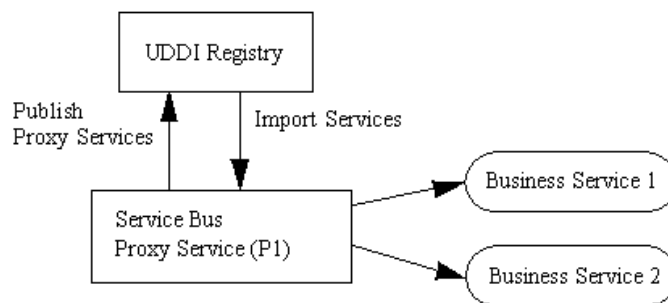 UDDI Registry
Publish
Proxy Services
Import Services
Service Bus
Proxy Service (P1)
Business Service 1
Business Service 2